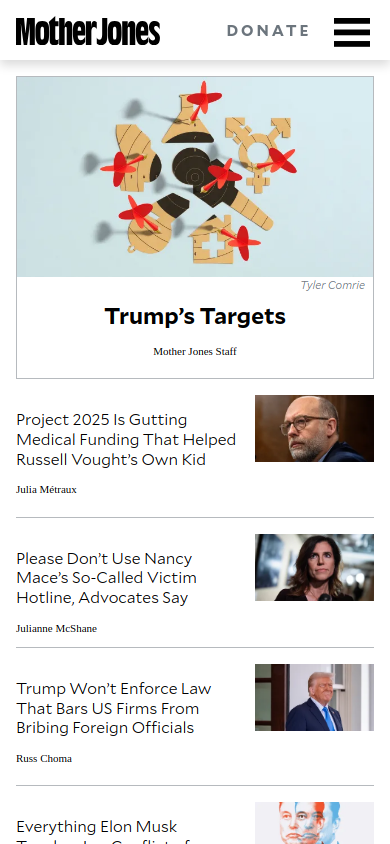 Mother Jones
DONATE
Tyler Comrie
Trump's Targets
Mother Jones Staff
Project 2025 Is Gutting
Medical Funding That Helped
Russell Vought's Own Kid
Julia Métraux
Please Don't Use Nancy
Mace's So-Called Victim
Hotline, Advocates Say
Julianne McShane
Trump Won't Enforce Law
That Bars US Firms From
Bribing Foreign Officials
Russ Choma
Everything Elon Musk